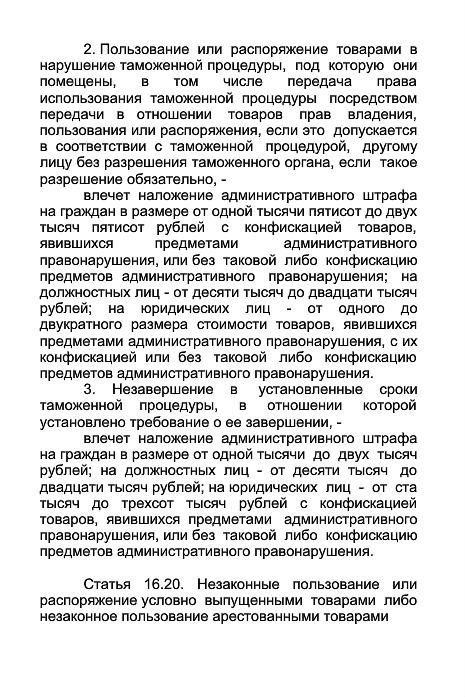 2. Пользование или распоряжение товарами в
нарушение таможенной процедуры, под которую они
помещены, в том числе передача права
использования таможенной процедуры посредством
передачи в отношении товаров прав владения,
пользования или распоряжения, если это допускается
в соответствии с таможенной процедурой, другому
лицу без разрешения таможенного органа, если такое
разрешение обязательно, -
влечет наложение административного штрафа
на граждан в размере от одной тысячи пятисот до двух
тысяч пятисот рублей с конфискацией товаров,
явившихся предметами административного
правонарушения, или без таковой либо конфискацию
предметов административного правонарушения; на
должностных лиц - от десяти тысяч до двадцати тысяч
рублей; на юридических лиц - от одного до
двукратного размера стоимости товаров, явившихся
предметами административного правонарушения, с их
конфискацией или без таковой либо конфискацию
предметов административного правонарушения.
3. Незавершение в установленные сроки
таможенной процедуры, в отношении которой
установлено требование о ее завершении, -
влечет наложение административного штрафа
на граждан в размере от одной тысячи до двух тысяч
рублей; на должностных лиц - от десяти тысяч до
двадцати тысяч рублей; на юридических лиц - от ста
тысяч до трехсот тысяч рублей с конфискацией
товаров, явившихся предметами административного
правонарушения, или без таковой либо конфискацию
предметов административного правонарушения.
Статья 16.20. Незаконные пользование или
распоряжение условно выпущенными товарами либо
незаконное пользование арестованными товарами